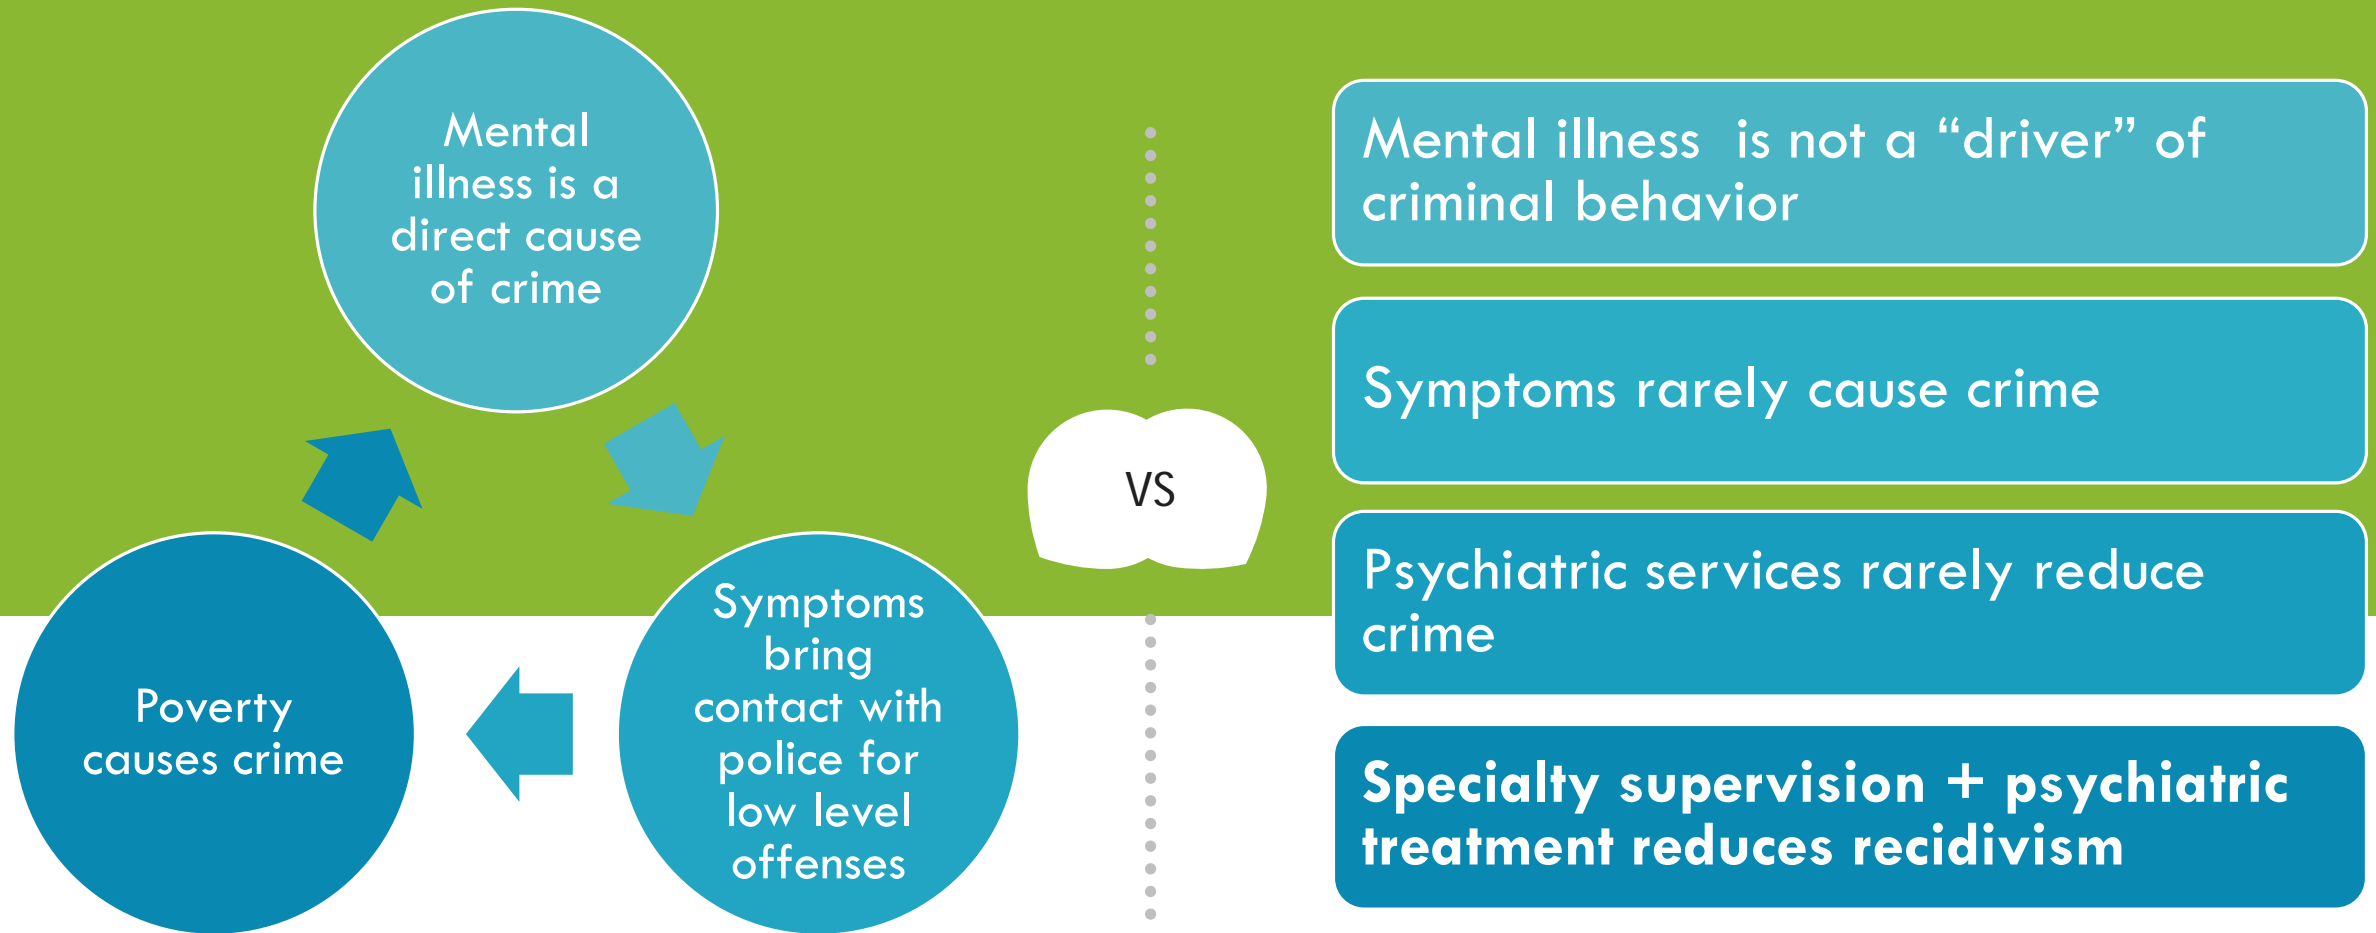 Mental
illness is a
direct cause
of crime
Symptoms
bring
contact with
police for
low level
offenses
Poverty
causes crime
VS
Mental illness  is not a “driver” of
criminal behavior
Symptoms rarely cause crime
Psychiatric services rarely reduce
crime
Specialty supervision + psychiatric
treatment reduces recidivism